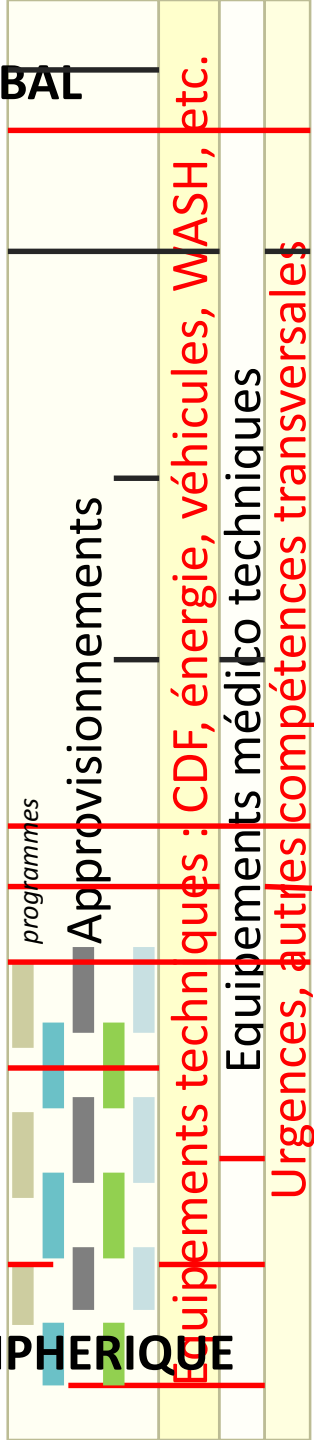 BAL
programmes
Approvisionnements
Equipements techniques : CDF, énergie, véhicules, WASH, etc.
Equipements médico techniques
Urgences, autres compétences transversales
IPHERIQUE